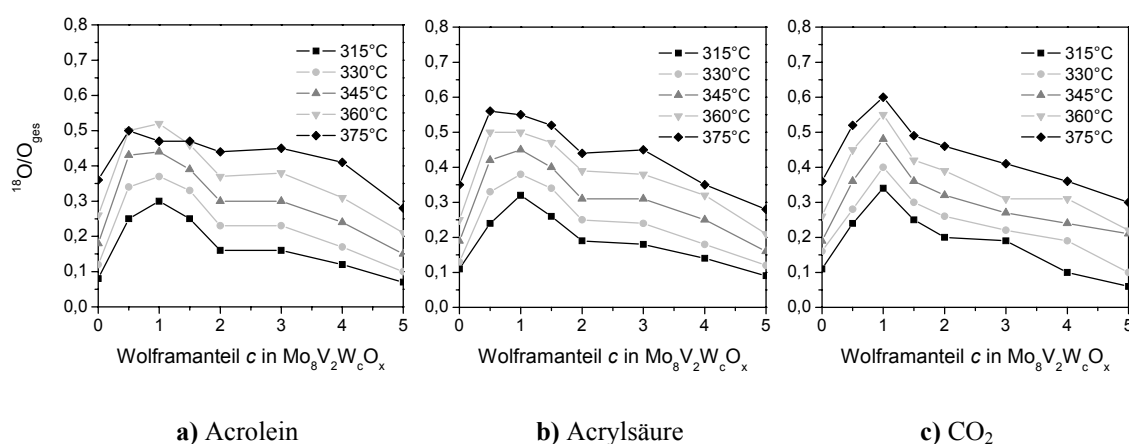 0,8
0,7
0,6
0,5
0,4
0,3
0,2
0,1
0,0
¹⁸O/O_ges
315°C
330°C
345°C
360°C
375°C
0 1 2 3 4 5
Wolframanteil c in Mo₈V₂W_cOₓ
a) Acrolein
0,8
0,7
0,6
0,5
0,4
0,3
0,2
0,1
0,0
315°C
330°C
345°C
360°C
375°C
0 1 2 3 4 5
Wolframanteil c in Mo₈V₂W_cOₓ
b) Acrylsäure
0,8
0,7
0,6
0,5
0,4
0,3
0,2
0,1
0,0
315°C
330°C
345°C
360°C
375°C
0 1 2 3 4 5
Wolframanteil c in Mo₈V₂W_cOₓ
c) CO₂